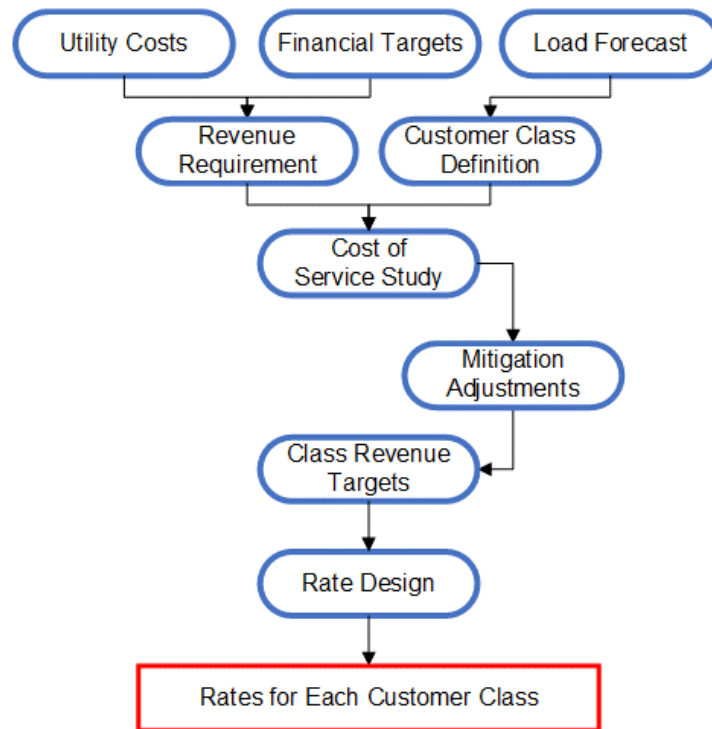 Utility Costs
Financial Targets
Load Forecast
Revenue
Requirement
Customer Class
Definition
Cost of
Service Study
Mitigation
Adjustments
Class Revenue
Targets
Rate Design
Rates for Each Customer Class